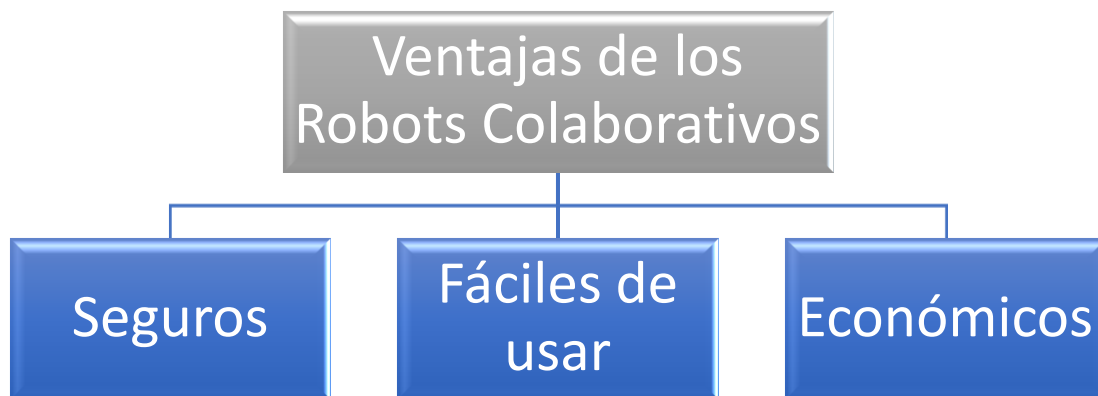 Ventajas de los
Robots Colaborativos
Seguros
Fáciles de
usar
Económicos